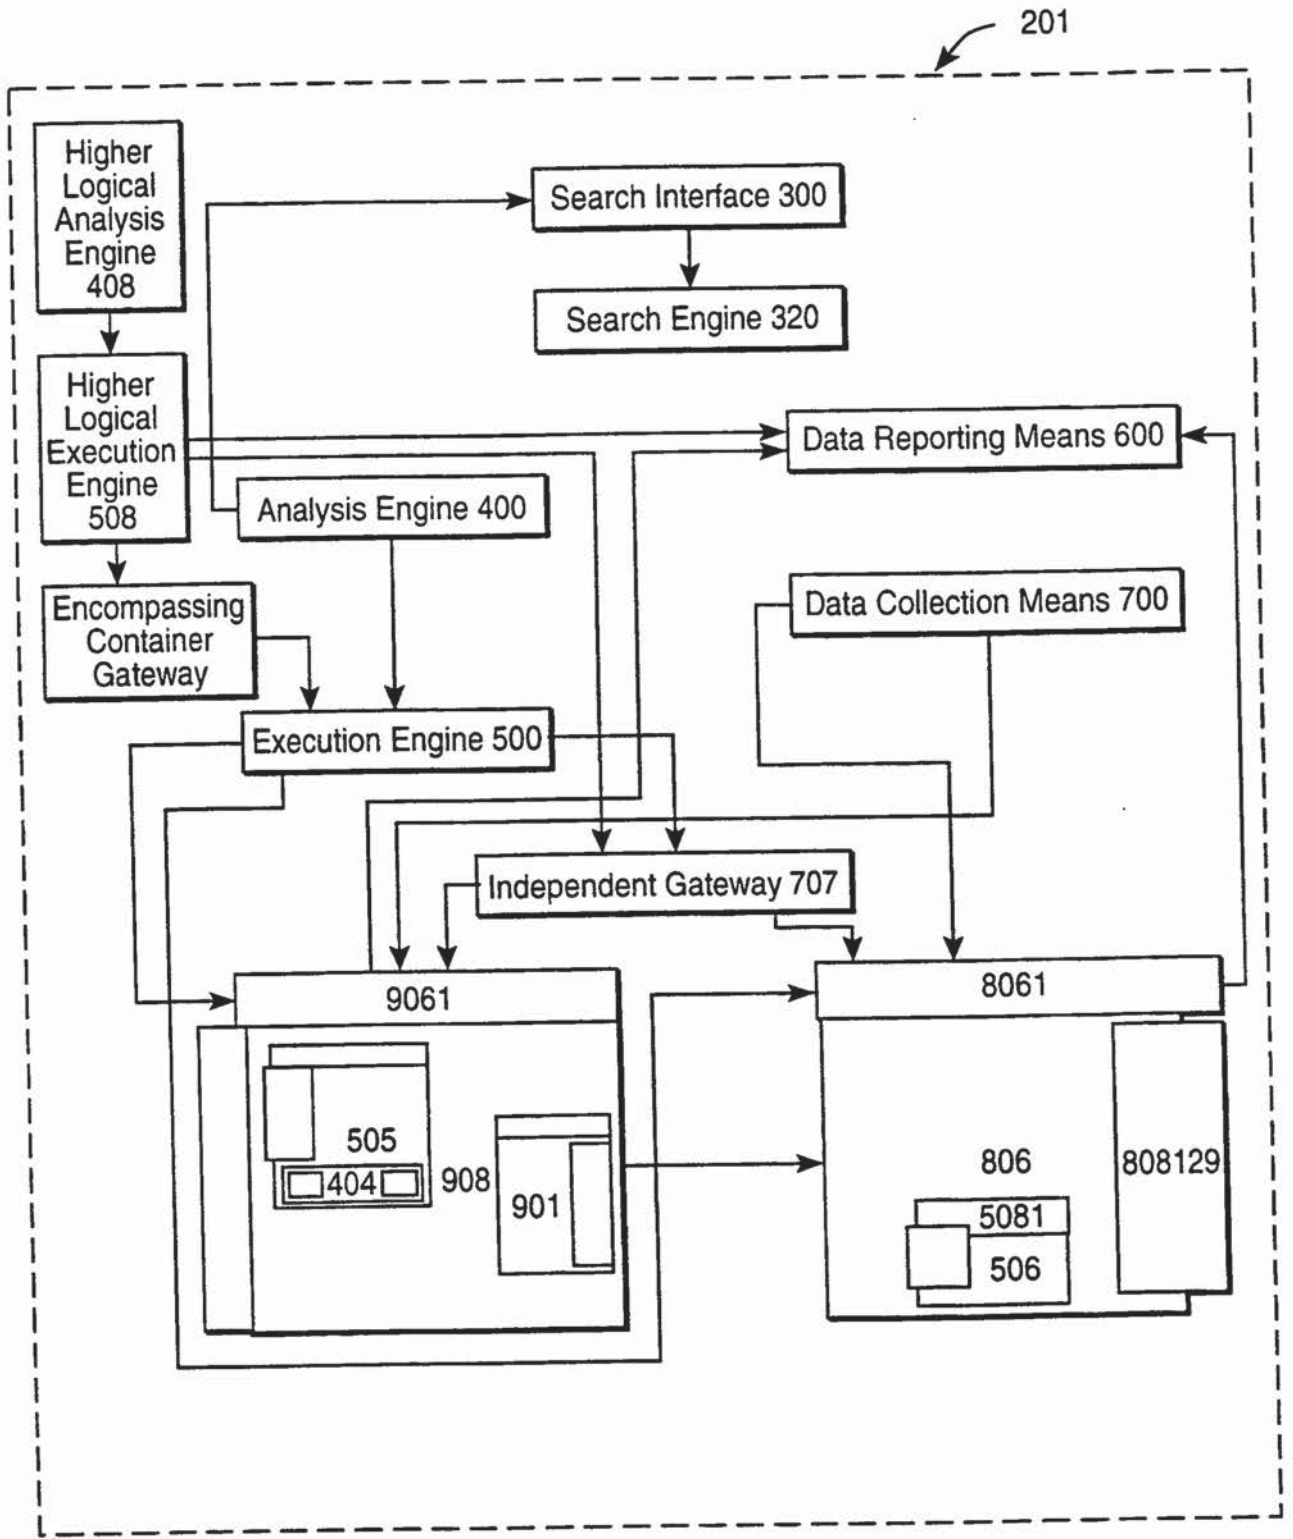 201
Higher
Logical
Analysis
Engine
408
Search Interface 300
Search Engine 320
Higher
Logical
Execution
Engine
508
Data Reporting Means 600
Analysis Engine 400
Data Collection Means 700
Encompassing
Container
Gateway
Execution Engine 500
Independent Gateway 707
9061
8061
505
404
908
901
806
808129
5081
506